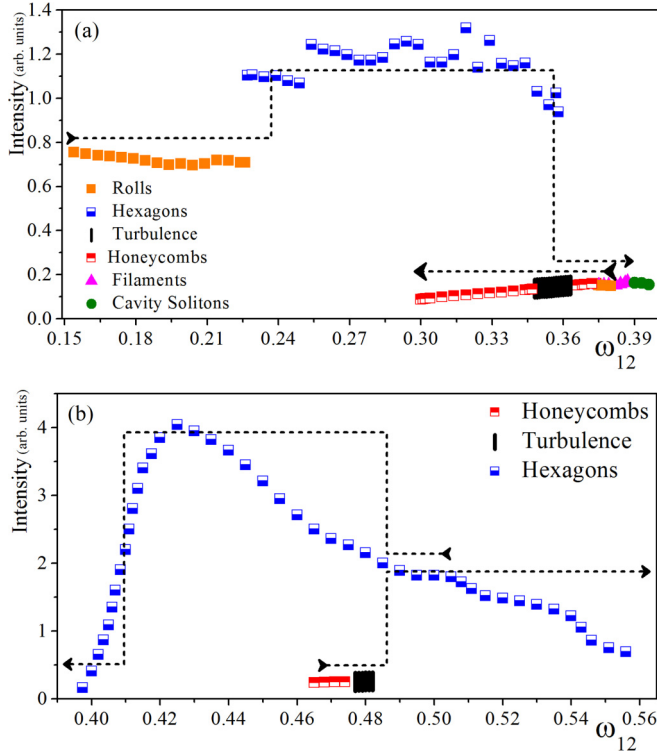 (a)
Intensity (arb. units)
1.4
1.2
1.0
0.8
0.6
0.4
0.2
0.0
Rolls
Hexagons
Turbulence
Honeycombs
Filaments
Cavity Solitons
0.15 0.18 0.21 0.24 0.27 0.30 0.33 0.36 0.39
ω12
(b)
Intensity (arb. units)
4
3
2
1
0
Honeycombs
Turbulence
Hexagons
0.40 0.42 0.44 0.46 0.48 0.50 0.52 0.54 0.56
ω12